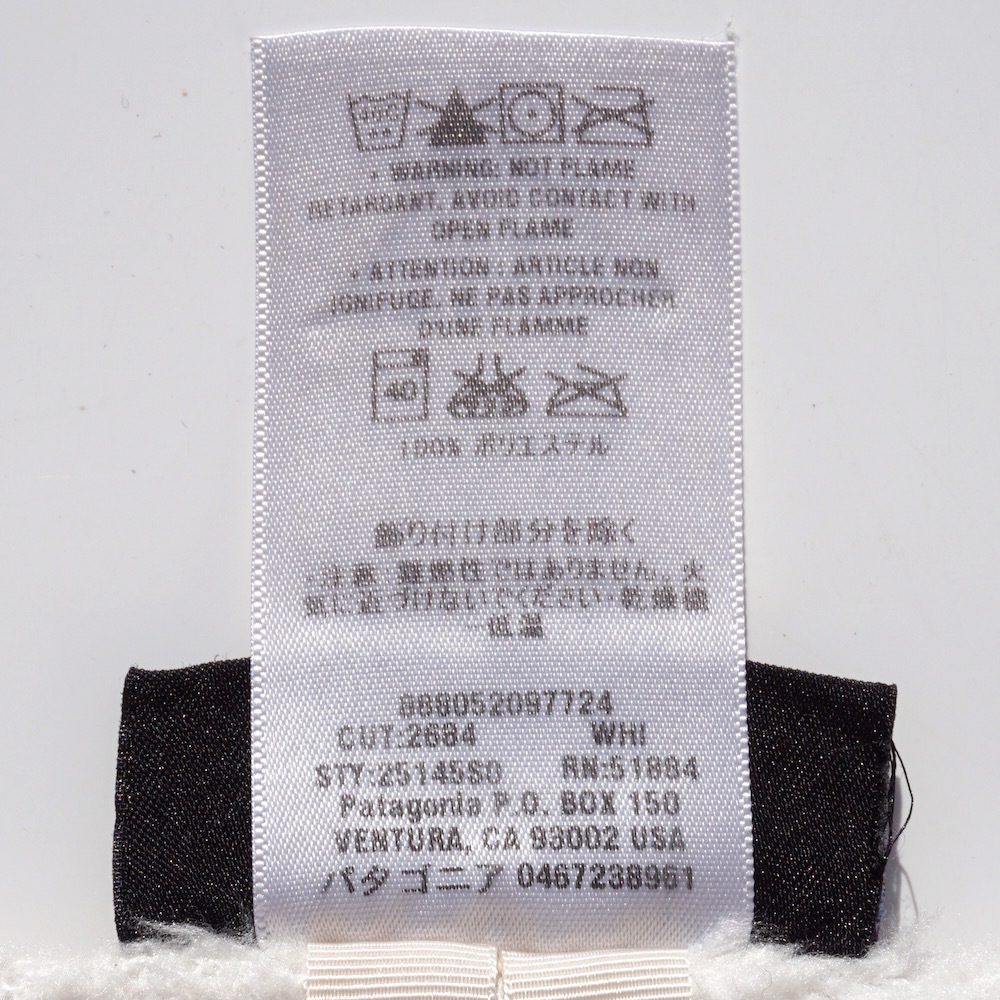 • WARNING: NOT FLAME
RETARDANT. AVOID CONTACT WITH
OPEN FLAME
• ATTENTION : ARTICLE NON
IGNIFUGE. NE PAS APPROCHER
D'UNE FLAMME
40
100% ポリエステル
飾り付け部分を除く
・注意 難燃性ではありません。火
気に近づけないでください・乾燥機
-低温
888052097724
CUT:2684 WHI
STY:25145S0 RN:51884
Patagonia P.O. BOX 150
VENTURA, CA 93002 USA
パタゴニア 0467238961